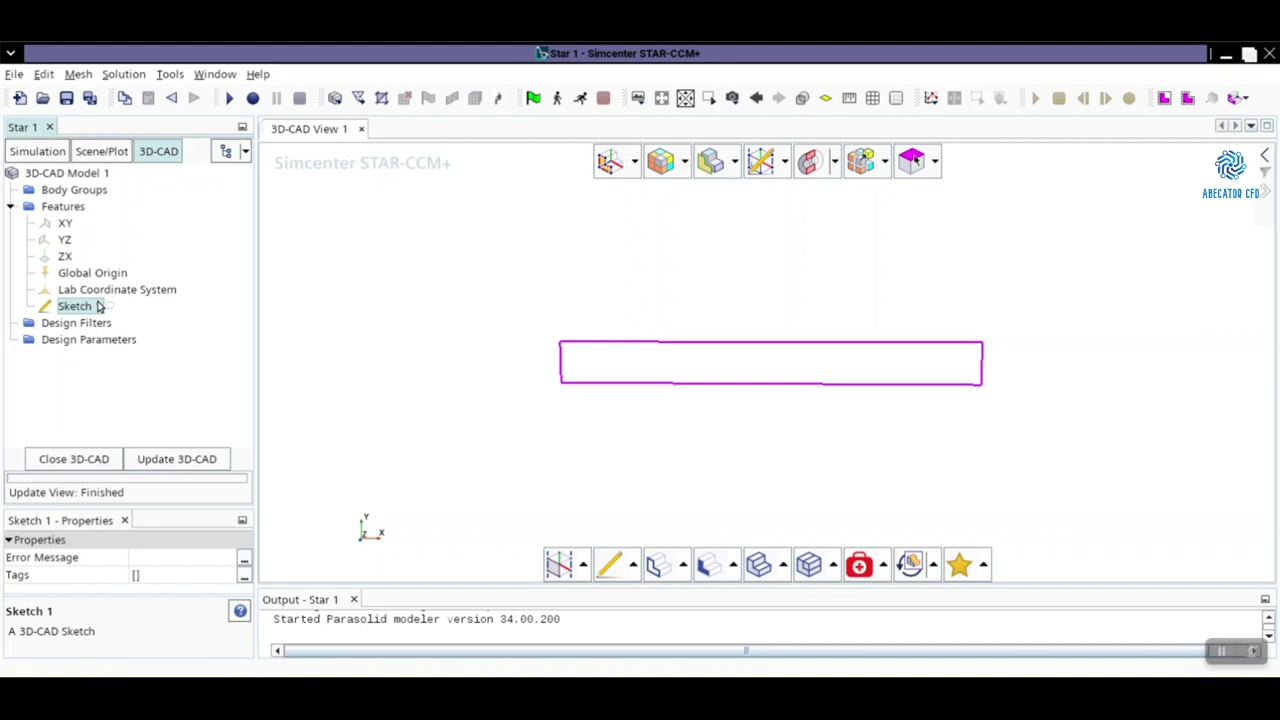 Star 1 - Simcenter STAR-CCM+
File Edit Mesh Solution Tools Window Help
Star 1
3D-CAD View 1
Simulation Scene/Plot 3D-CAD
Simcenter STAR-CCM+
ABECATOR CFD
3D-CAD Model 1
Body Groups
Features
XY
YZ
ZX
Global Origin
Lab Coordinate System
Sketch
Design Filters
Design Parameters
Close 3D-CAD Update 3D-CAD
Update View: Finished
Y
Z X
Sketch 1 - Properties
Properties
Error Message
Tags []
Sketch 1
A 3D-CAD Sketch
Output - Star 1
Started Parasolid modeler version 34.00.200